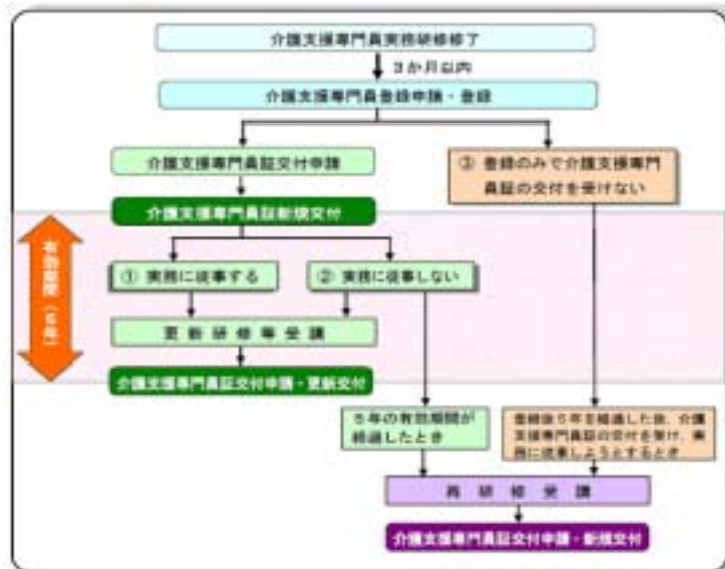 介護支援専門員実務研修修了
3か月以内
介護支援専門員登録申請・登録
介護支援専門員証交付申請
③ 登録のみで介護支援専門
員証の交付を受けない
介護支援専門員証新規交付
有効期間（5年）
① 実務に従事する
② 実務に従事しない
更新研修等受講
介護支援専門員証交付申請・更新交付
5年の有効期間が
経過したとき
登録後5年を経過した後、介護
支援専門員証の交付を受け、実
務に従事しようとするとき
再研修受講
介護支援専門員証交付申請・新規交付